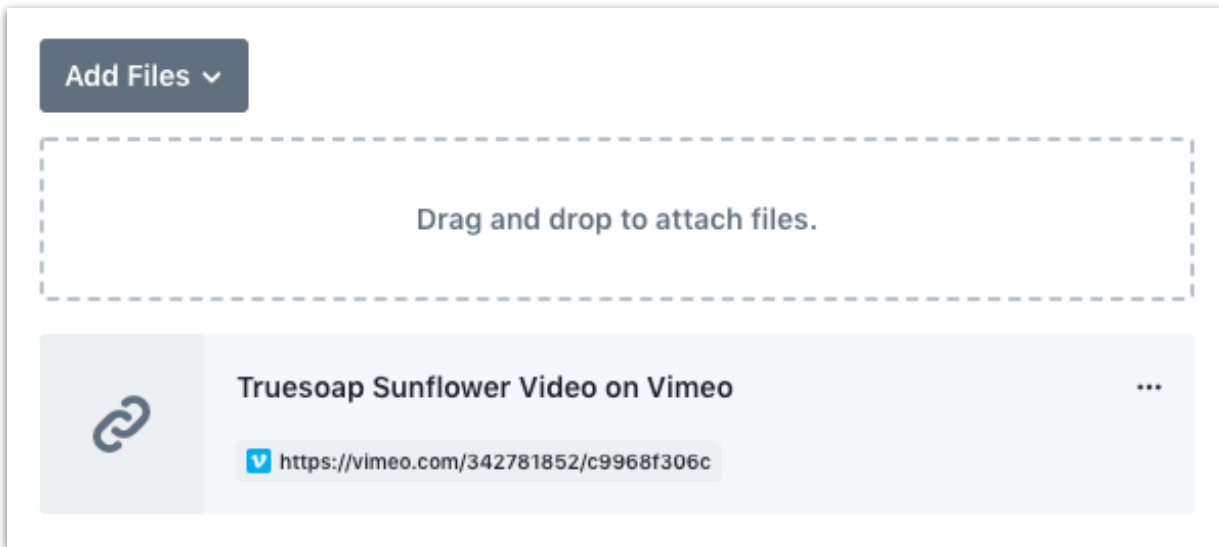 Add Files
Drag and drop to attach files.
Truesoap Sunflower Video on Vimeo
https://vimeo.com/342781852/c9968f306c